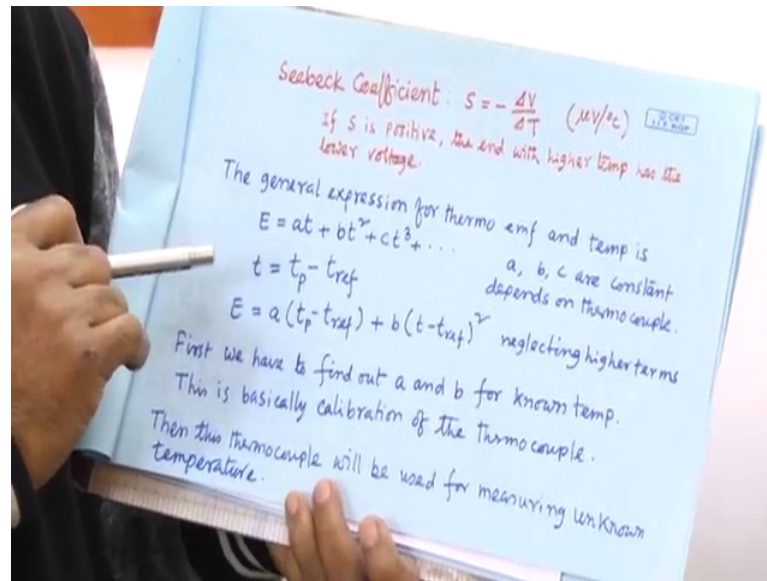 Seebeck Coefficient: S = - ΔV/ΔT (μV/°C)
If S is positive, the end with higher temp has the
lower voltage.
The general expression for thermo emf and temp is
E = at + bt² + ct³ + ....
a, b, c are constant
t = tp - tref
depends on thermocouple.
E = a (tp - tref) + b (t - tref)² neglecting higher terms
First we have to find out a and b for known temp.
This is basically calibration of the thermocouple.
Then this thermocouple will be used for measuring unknown
temperature.